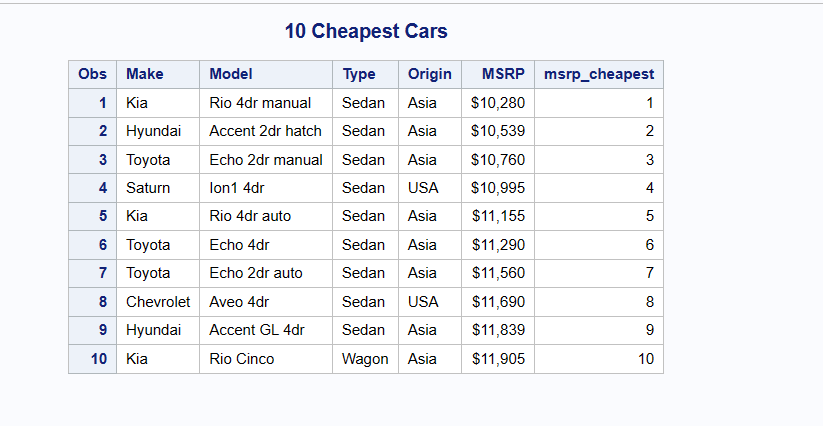 10 Cheapest Cars
Obs Make Model Type Origin MSRP msrp_cheapest
1 Kia Rio 4dr manual Sedan Asia $10,280 1
2 Hyundai Accent 2dr hatch Sedan Asia $10,539 2
3 Toyota Echo 2dr manual Sedan Asia $10,760 3
4 Saturn Ion1 4dr Sedan USA $10,995 4
5 Kia Rio 4dr auto Sedan Asia $11,155 5
6 Toyota Echo 4dr Sedan Asia $11,290 6
7 Toyota Echo 2dr auto Sedan Asia $11,560 7
8 Chevrolet Aveo 4dr Sedan USA $11,690 8
9 Hyundai Accent GL 4dr Sedan Asia $11,839 9
10 Kia Rio Cinco Wagon Asia $11,905 10